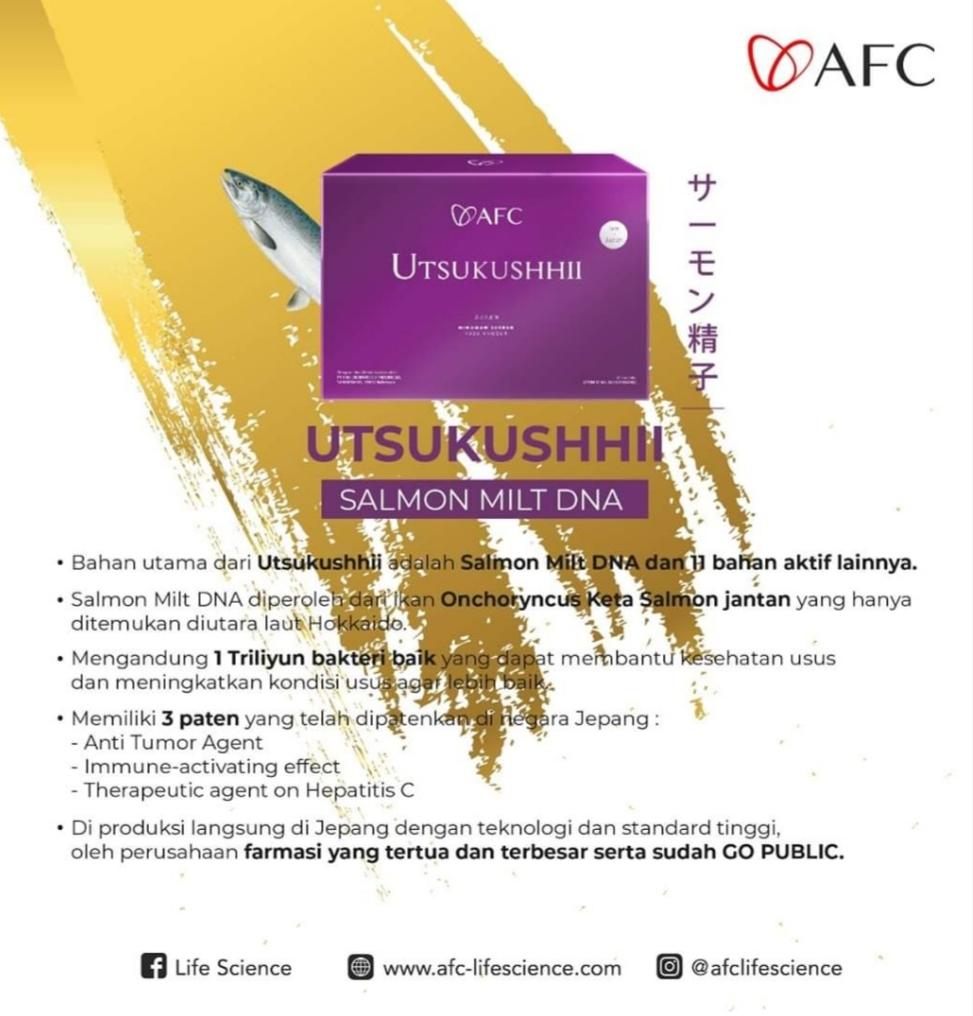 AFC
AFC
UTSUKUSHHII
サーモン精子
UTSUKUSHHII
SALMON MILT DNA
• Bahan utama dari Utsukushhii adalah Salmon Milt DNA dan 11 bahan aktif lainnya.
• Salmon Milt DNA diperoleh dari Ikan Onchoryncus Keta Salmon jantan yang hanya
ditemukan diutara laut Hokkaido.
• Mengandung 1 Triliyun bakteri baik yang dapat membantu kesehatan usus
dan meningkatkan kondisi usus agar lebih baik.
• Memiliki 3 paten yang telah dipatenkan di negara Jepang :
- Anti Tumor Agent
- Immune-activating effect
- Therapeutic agent on Hepatitis C
• Di produksi langsung di Jepang dengan teknologi dan standard tinggi,
oleh perusahaan farmasi yang tertua dan terbesar serta sudah GO PUBLIC.
Life Science
www.afc-lifescience.com
@afclifescience